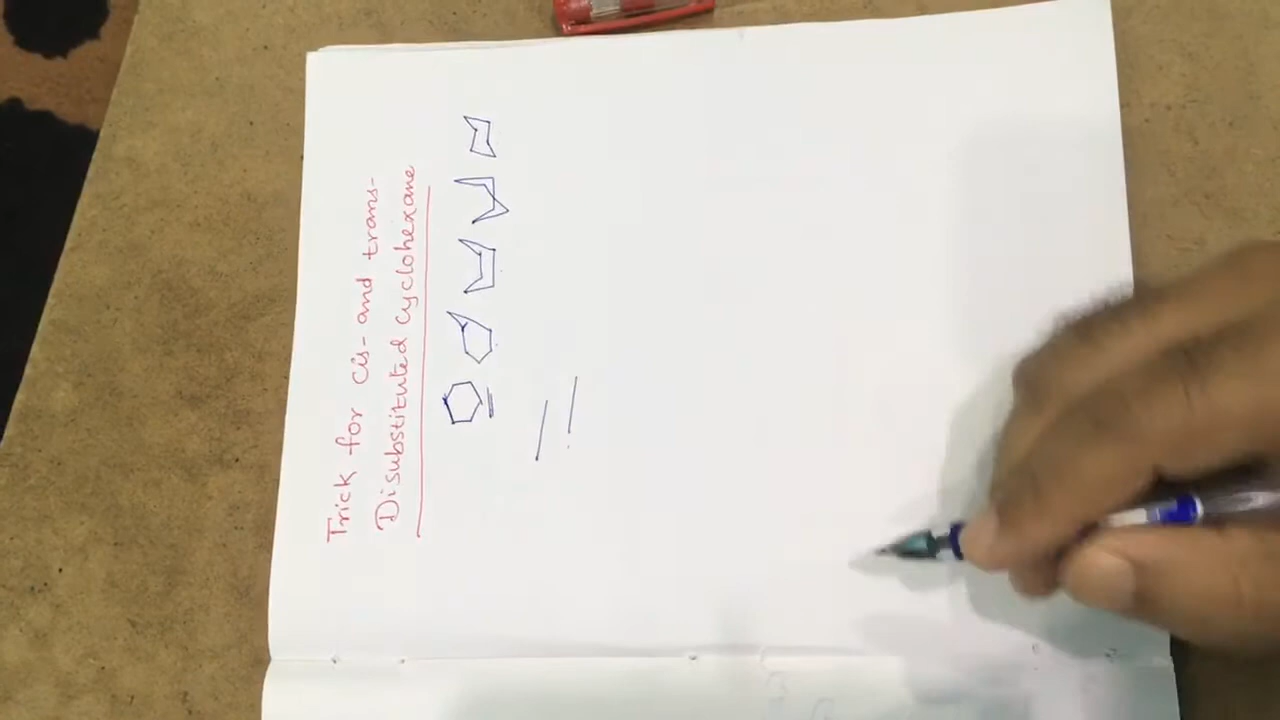 Trick for cis- and trans-
Disubstituted cyclohexane